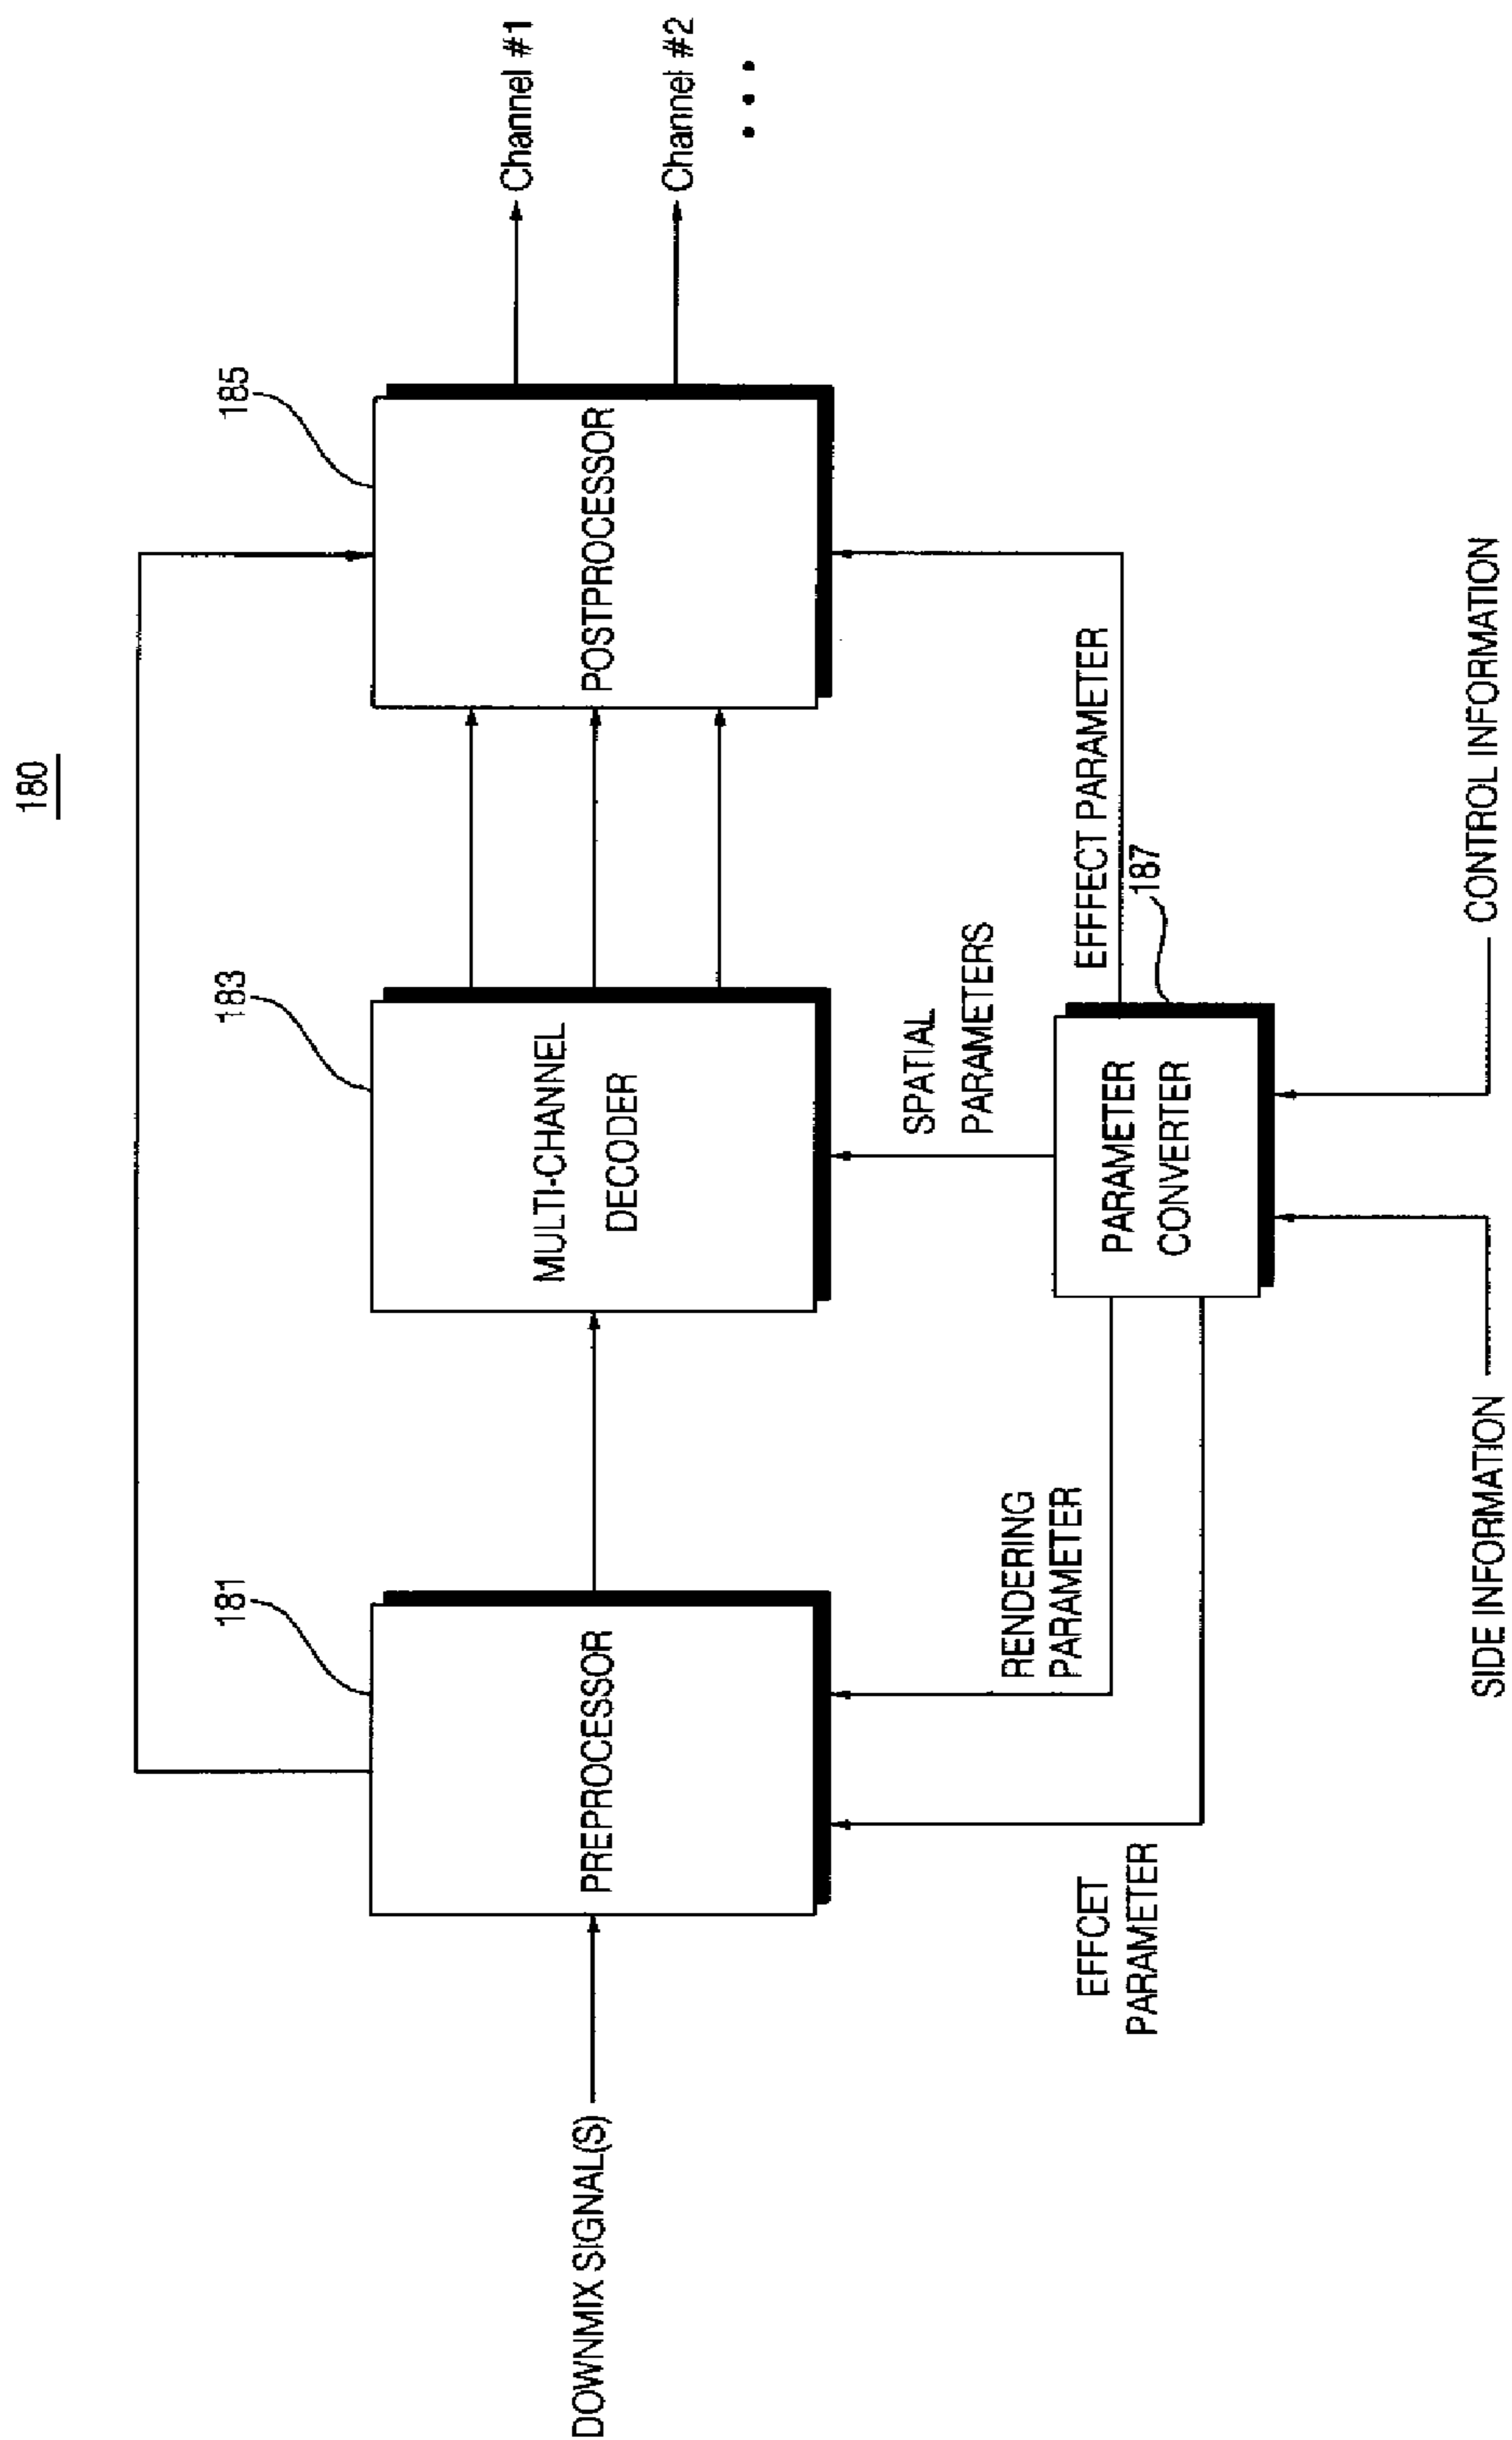 180
181
183
185
DOWNMIX SIGNAL(S)
PREPROCESSOR
MULTI-CHANNEL
DECODER
POSTPROCESSOR
Channel #1
Channel #2
• • •
SPATIAL
PARAMETERS
RENDERING
PARAMETER
EFFCET
PARAMETER
EFFFECT PARAMETER
187
PARAMETER
CONVERTER
SIDE INFORMATION
CONTROL INFORMATION